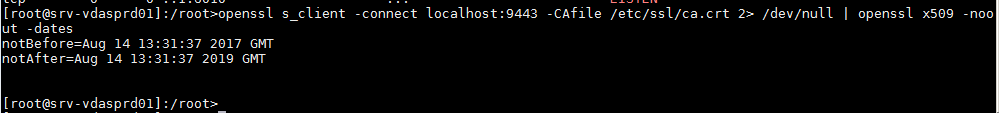 [root@srv-vdasprd01]:/root>openssl s_client -connect localhost:9443 -CAfile /etc/ssl/ca.crt 2> /dev/null | openssl x509 -noo
ut -dates
notBefore=Aug 14 13:31:37 2017 GMT
notAfter=Aug 14 13:31:37 2019 GMT
[root@srv-vdasprd01]:/root>